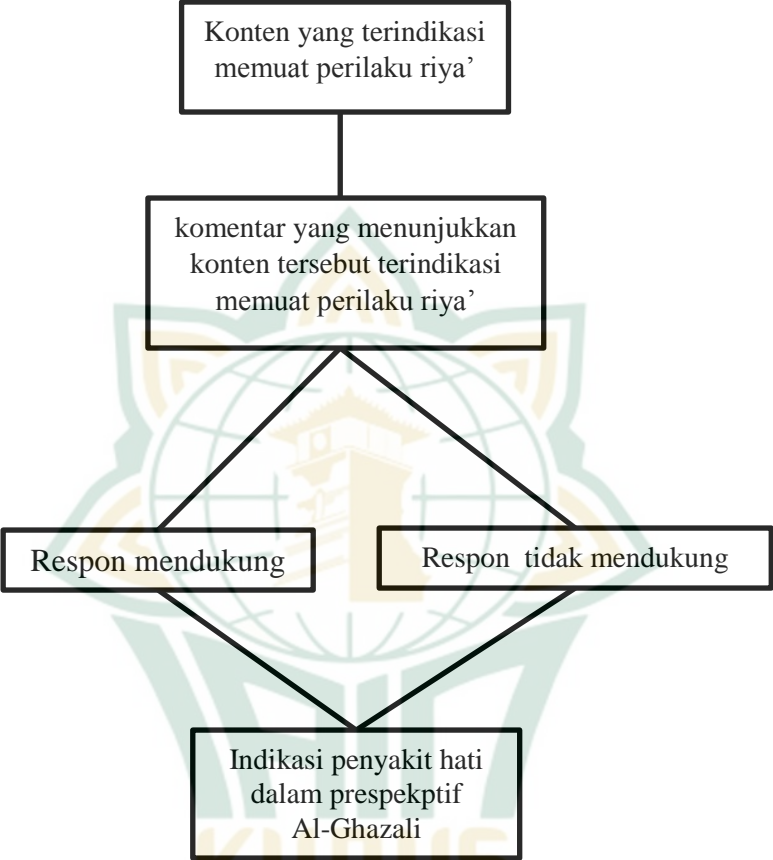 Konten yang terindikasi
memuat perilaku riya’
komentar yang menunjukkan
konten tersebut terindikasi
memuat perilaku riya’
Respon mendukung
Respon tidak mendukung
Indikasi penyakit hati
dalam prespekptif
Al-Ghazali